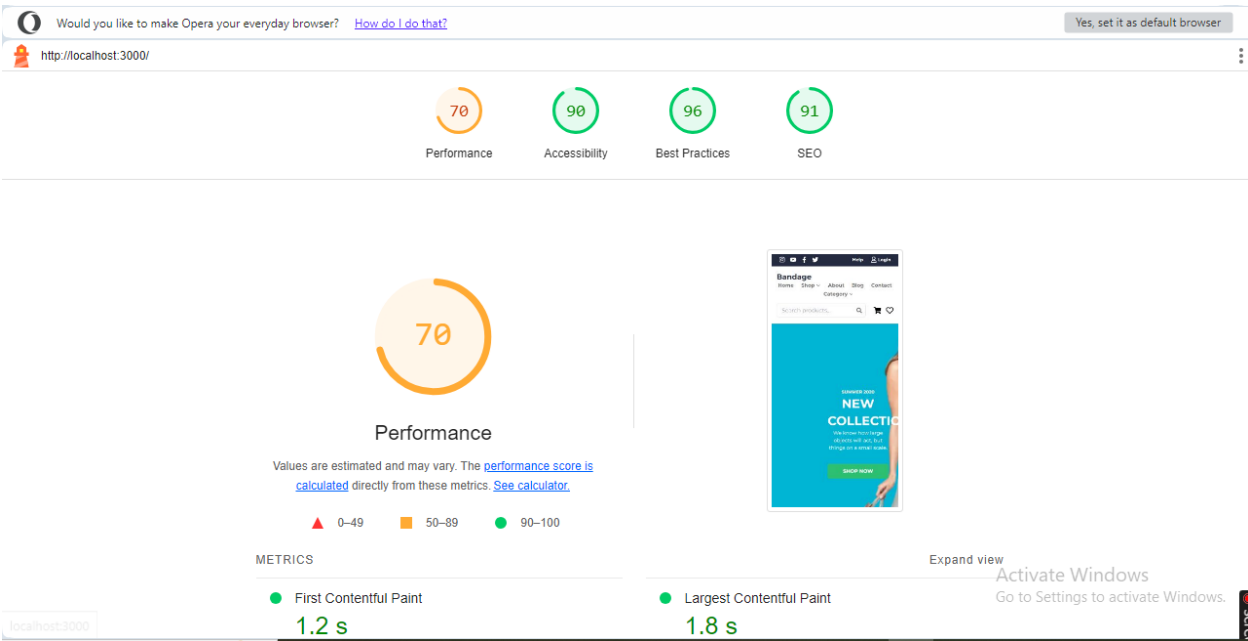 Would you like to make Opera your everyday browser? How do I do that? Yes, set it as default browser
http://localhost:3000/
70 90 96 91
Performance Accessibility Best Practices SEO
70
Performance
Values are estimated and may vary. The performance score is
calculated directly from these metrics. See calculator.
0–49 50–89 90–100
Help Login
Bandage
Home Shop About Blog Contact
Category
Search products..
SUMMER 2020
NEW
COLLECTIO
We know how large
objects will act, but
things on a small scale.
SHOP NOW
METRICS Expand view
First Contentful Paint Largest Contentful Paint
1.2 s 1.8 s
Activate Windows
Go to Settings to activate Windows.
localhost:3000